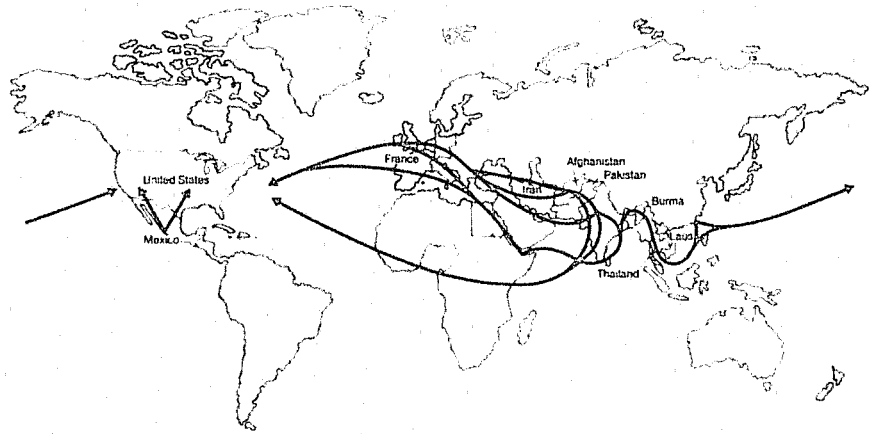 France
Iran
Afghanistan
Pakistan
United States
Burma
Mexico
Laos
Thailand